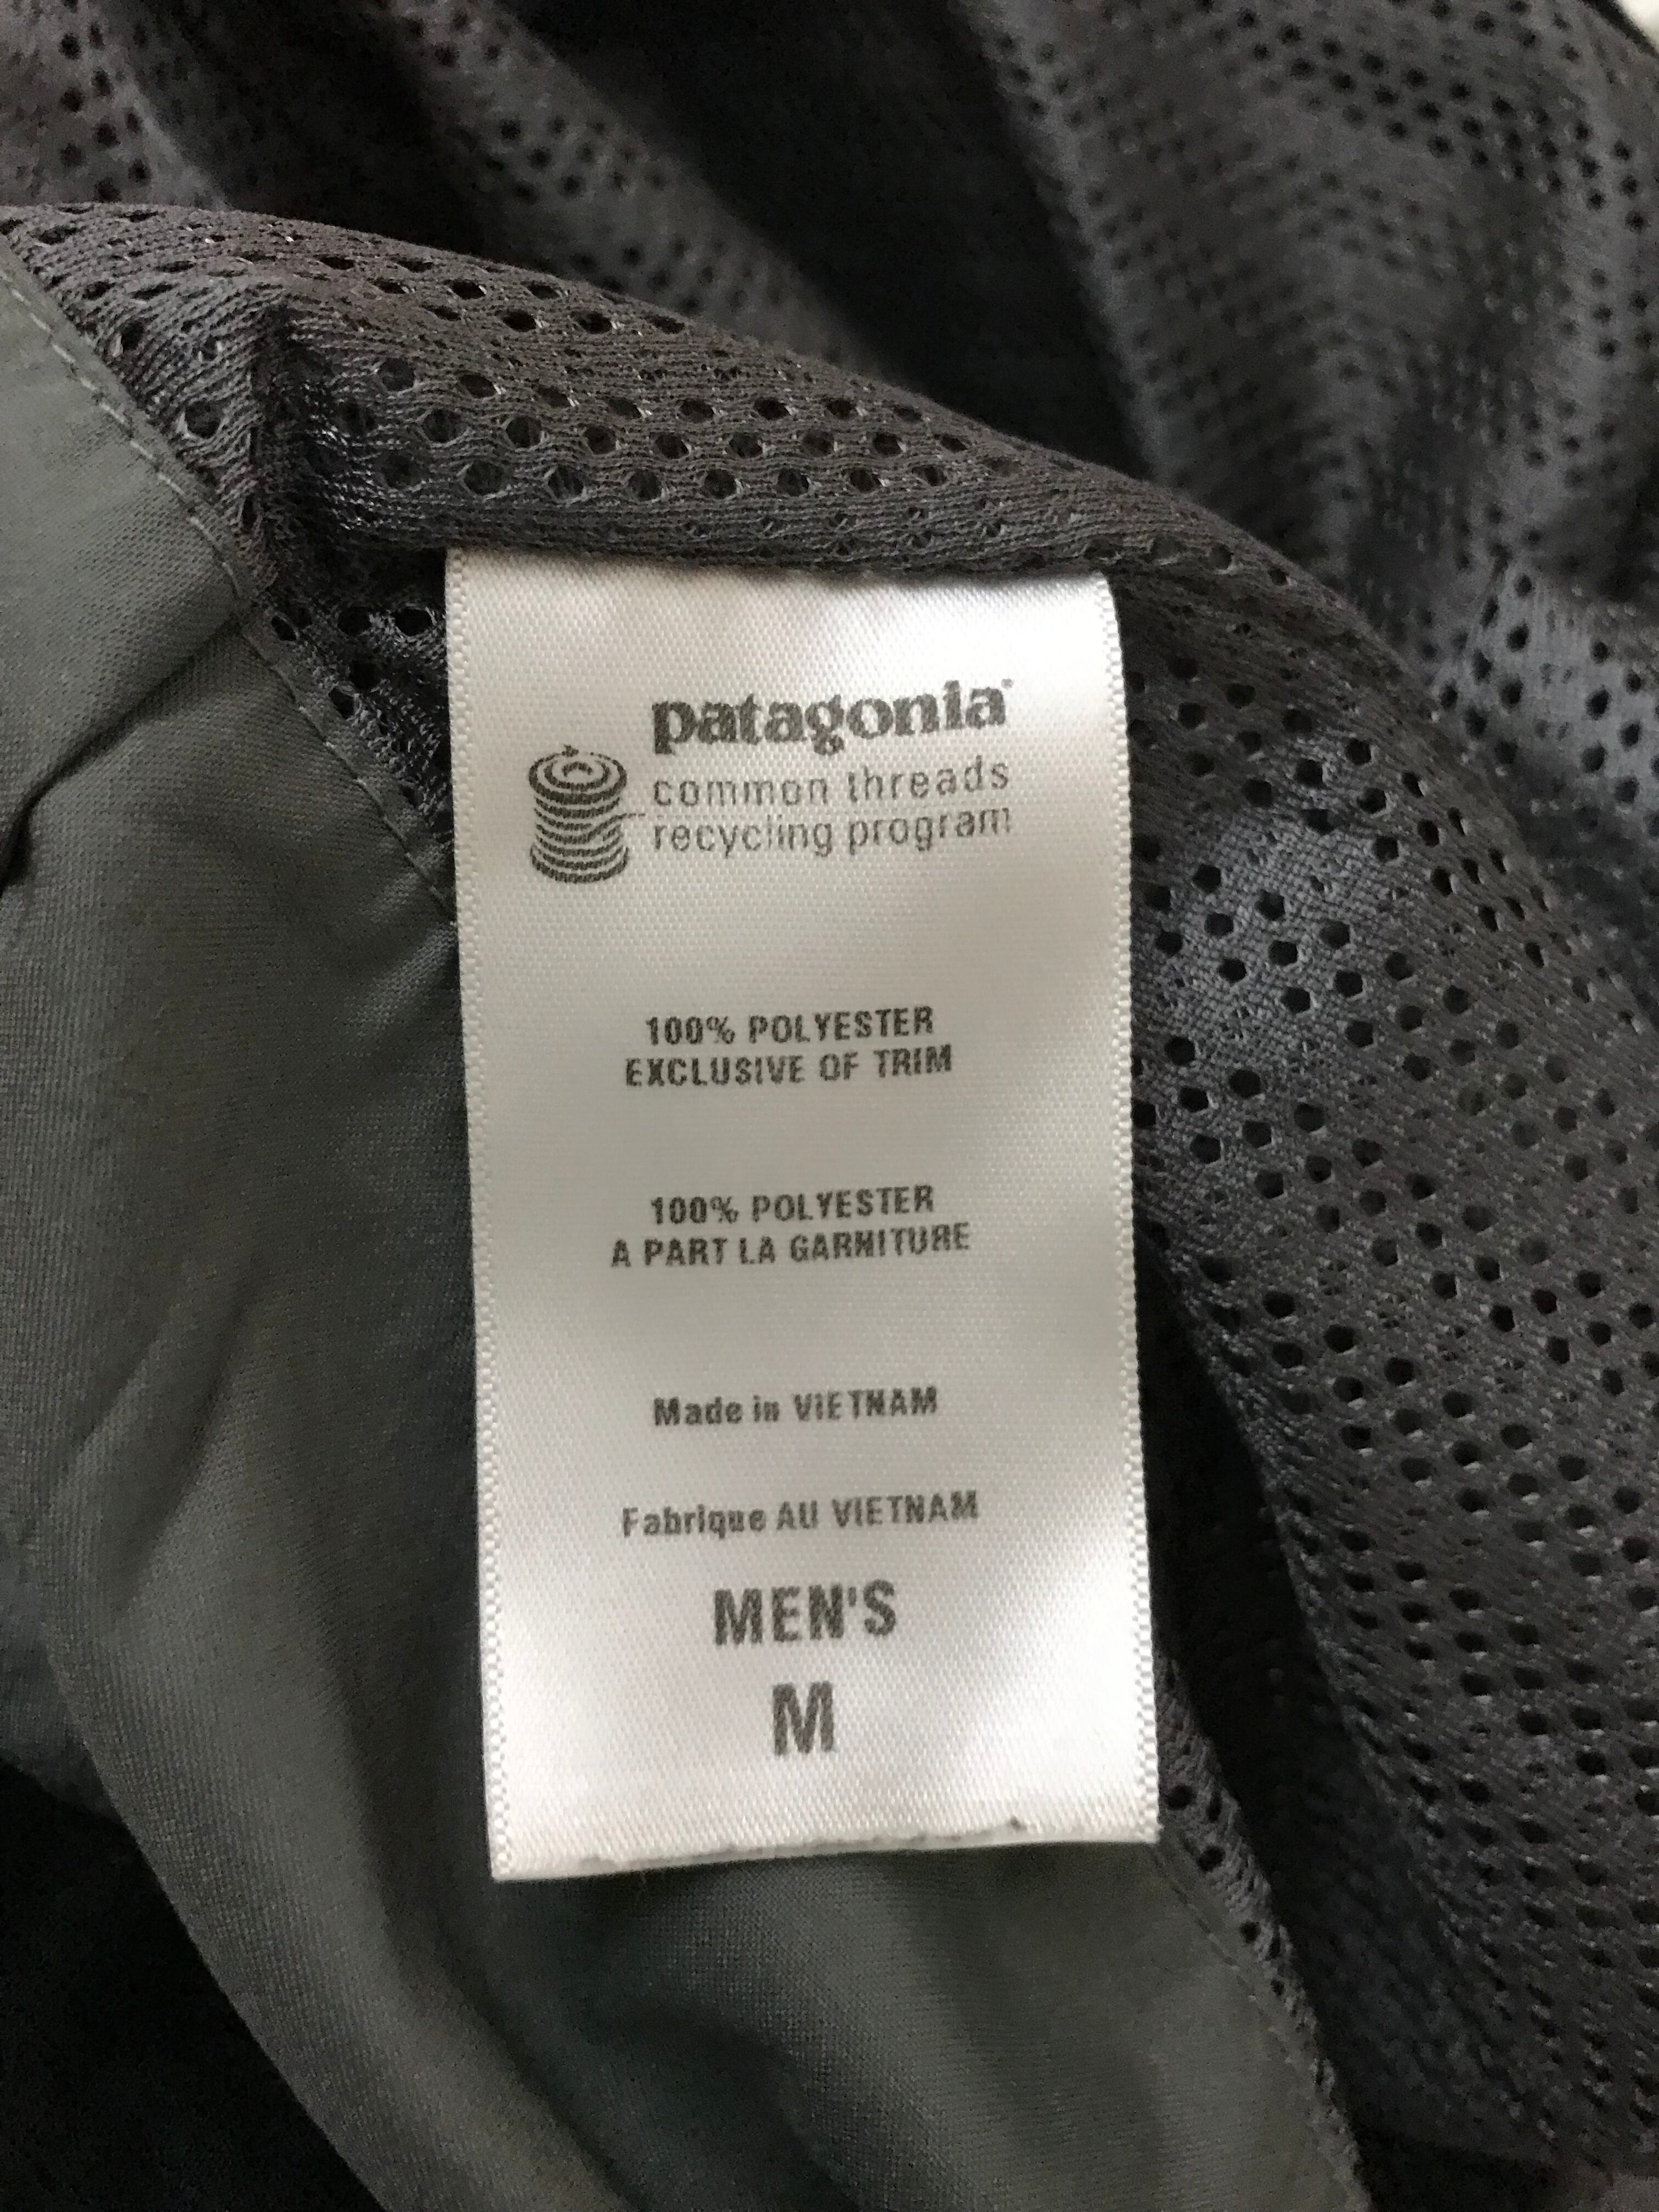 patagonia®
common threads
recycling program
100% POLYESTER
EXCLUSIVE OF TRIM
100% POLYESTER
A PART LA GARNITURE
Made in VIETNAM
Fabrique AU VIETNAM
MEN'S
M